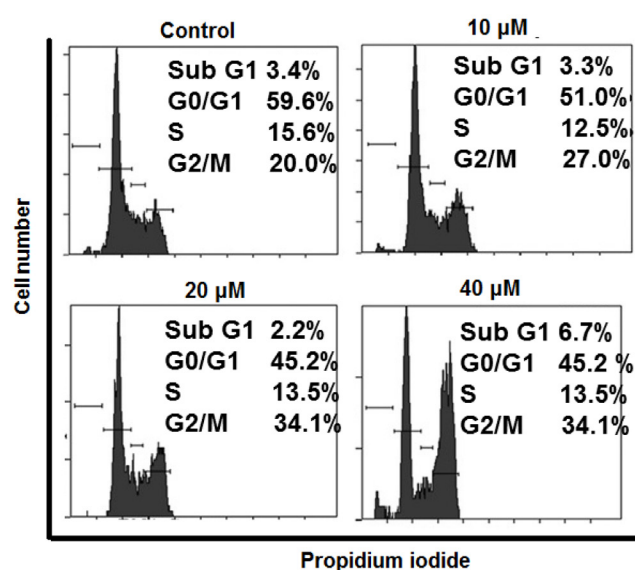 Control
Sub G1 3.4%
G0/G1 59.6%
S 15.6%
G2/M 20.0%
10 µM
Sub G1 3.3%
G0/G1 51.0%
S 12.5%
G2/M 27.0%
20 µM
Sub G1 2.2%
G0/G1 45.2%
S 13.5%
G2/M 34.1%
40 µM
Sub G1 6.7%
G0/G1 45.2 %
S 13.5%
G2/M 34.1%
Cell number
Propidium iodide